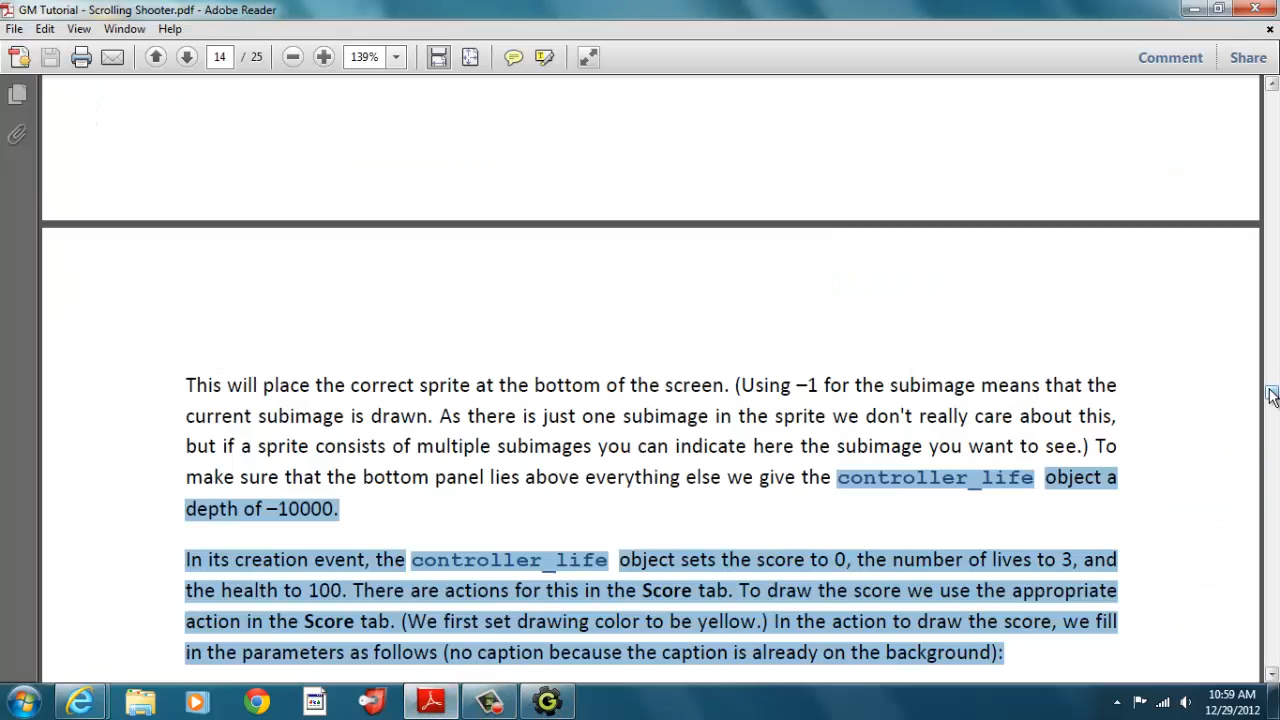 GM Tutorial - Scrolling Shooter.pdf - Adobe Reader
File Edit View Window Help
14 / 25 139% Comment Share
This will place the correct sprite at the bottom of the screen. (Using –1 for the subimage means that the
current subimage is drawn. As there is just one subimage in the sprite we don't really care about this,
but if a sprite consists of multiple subimages you can indicate here the subimage you want to see.) To
make sure that the bottom panel lies above everything else we give the controller_life object a
depth of –10000.
In its creation event, the controller_life object sets the score to 0, the number of lives to 3, and
the health to 100. There are actions for this in the Score tab. To draw the score we use the appropriate
action in the Score tab. (We first set drawing color to be yellow.) In the action to draw the score, we fill
in the parameters as follows (no caption because the caption is already on the background):
10:59 AM
12/29/2012